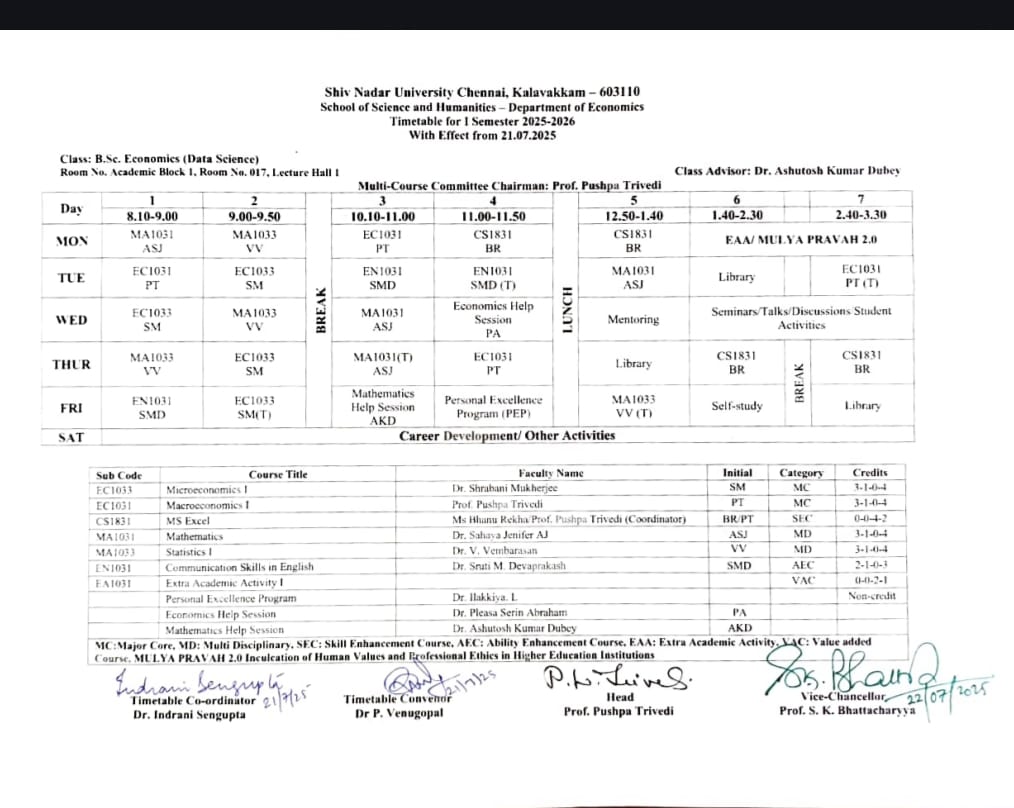 Shiv Nadar University Chennai, Kalavakkam – 603110
School of Science and Humanities – Department of Economics
Timetable for I Semester 2025-2026
With Effect from 21.07.2025
Class: B.Sc. Economics (Data Science)
Room No. Academic Block 1, Room No. 017, Lecture Hall 1
Class Advisor: Dr. Ashutosh Kumar Dubey
Multi-Course Committee Chairman: Prof. Pushpa Trivedi
Day 1 2 3 4 5 6 7
8.10-9.00 9.00-9.50 10.10-11.00 11.00-11.50 12.50-1.40 1.40-2.30 2.40-3.30
BREAK
LUNCH
MON MA1031 MA1033 EC1031 CS1831 CS1831 EAA/ MULYA PRAVAH 2.0
ASJ VV PT BR BR
TUE EC1031 EC1033 EN1031 EN1031 MA1031 Library EC1031
PT SM SMD SMD (T) ASJ PT (T)
WED EC1033 MA1033 MA1031 Economics Help Session Mentoring Seminars/Talks/Discussions Student Activities
SM VV ASJ PA
THUR MA1033 EC1033 MA1031(T) EC1031 Library CS1831 CS1831
VV SM ASJ PT BR BR
BREAK
FRI EN1031 EC1033 Mathematics Help Session Personal Excellence Program (PEP) MA1033 Self-study Library
SMD SM(T) AKD VV (T)
SAT Career Development/ Other Activities
Sub Code Course Title Faculty Name Initial Category Credits
EC1033 Microeconomics I Dr. Shrabani Mukherjee SM MC 3-1-0-4
EC1031 Macroeconomics I Prof. Pushpa Trivedi PT MC 3-1-0-4
CS1831 MS Excel Ms Bhanu Rekha/Prof. Pushpa Trivedi (Coordinator) BR/PT SEC 0-0-4-2
MA1031 Mathematics Dr. Sahaya Jenifer AJ ASJ MD 3-1-0-4
MA1033 Statistics I Dr. V. Vembarasan VV MD 3-1-0-4
EN1031 Communication Skills in English Dr. Sruti M. Devaprakash SMD AEC 2-1-0-3
EA1031 Extra Academic Activity I VAC 0-0-2-1
Personal Excellence Program Dr. Ilakkiya. L Non-credit
Economics Help Session Dr. Pleasa Serin Abraham PA
Mathematics Help Session Dr. Ashutosh Kumar Dubey AKD
MC:Major Core, MD: Multi Disciplinary, SEC: Skill Enhancement Course, AEC: Ability Enhancement Course, EAA: Extra Academic Activity, VAC: Value added
Course, MULYA PRAVAH 2.0 Inculcation of Human Values and Professional Ethics in Higher Education Institutions
Indrani Sengupta 21/7/25
21/7/25
P. K. Trivedi
22/07/2025
Timetable Co-ordinator Timetable Convenor Head Vice-Chancellor
Dr. Indrani Sengupta Dr P. Venugopal Prof. Pushpa Trivedi Prof. S. K. Bhattacharyya